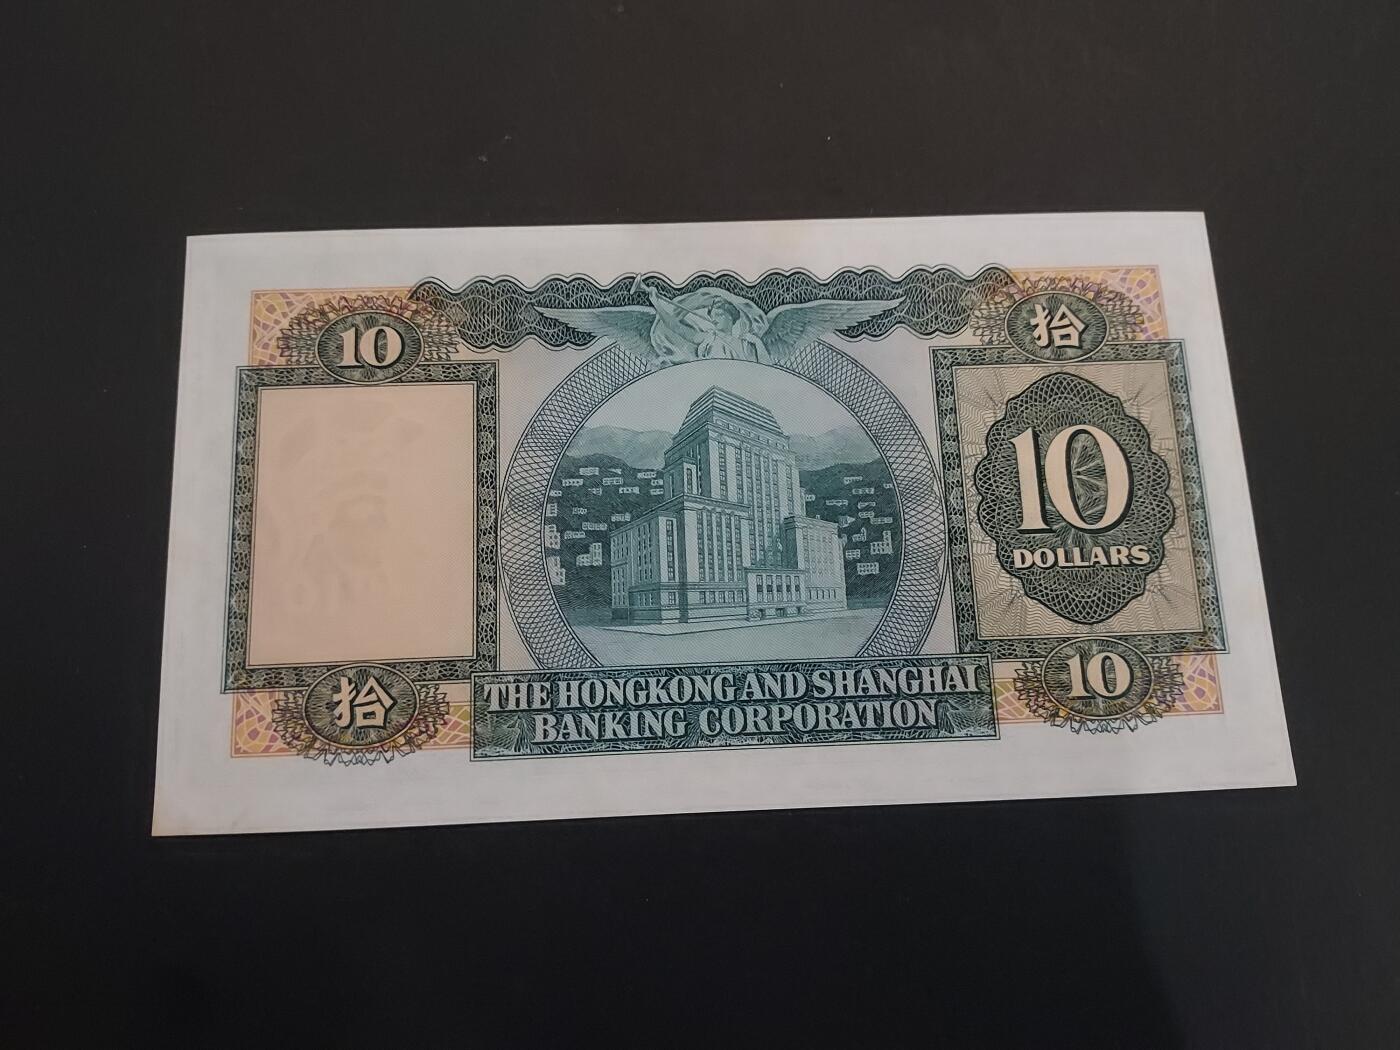 10
拾
10
DOLLARS
拾
10
THE HONGKONG AND SHANGHAI
BANKING CORPORATION